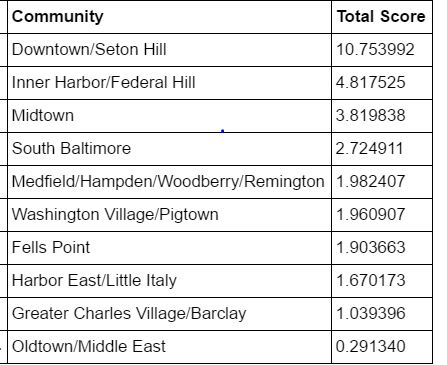 Community Total Score
Downtown/Seton Hill 10.753992
Inner Harbor/Federal Hill 4.817525
Midtown 3.819838
South Baltimore 2.724911
Medfield/Hampden/Woodberry/Remington 1.982407
Washington Village/Pigtown 1.960907
Fells Point 1.903663
Harbor East/Little Italy 1.670173
Greater Charles Village/Barclay 1.039396
Oldtown/Middle East 0.291340